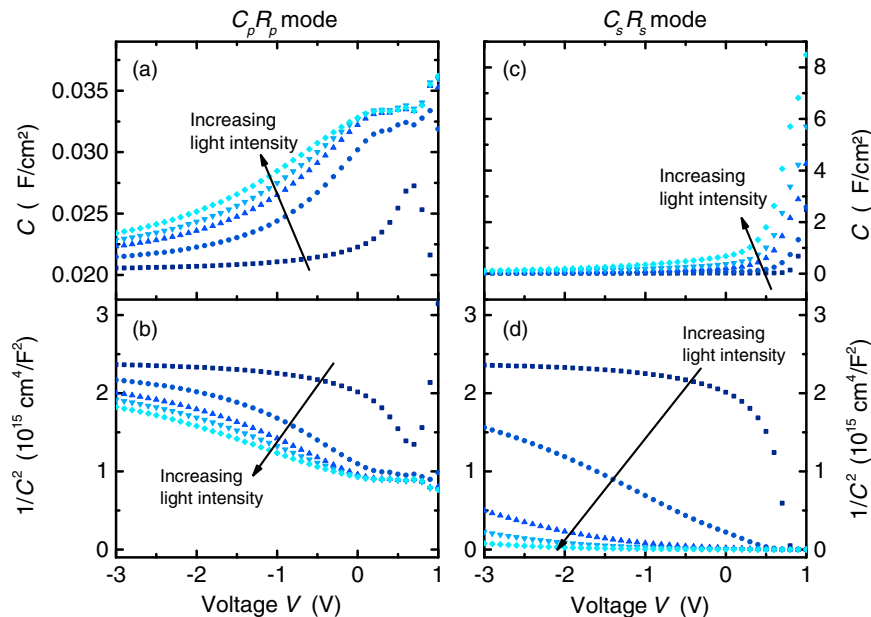 CₚRₚ mode
CₛRₛ mode
(a)
Increasing
light intensity
0.035
0.030
0.025
0.020
C ( F/cm²)
(c)
Increasing
light intensity
8
6
4
2
0
C ( F/cm²)
(b)
Increasing
light intensity
3
2
1
0
1/C² (10¹⁵ cm⁴/F²)
(d)
Increasing
light intensity
3
2
1
0
1/C² (10¹⁵ cm⁴/F²)
-3 -2 -1 0 1
-3 -2 -1 0 1
Voltage V (V)
Voltage V (V)